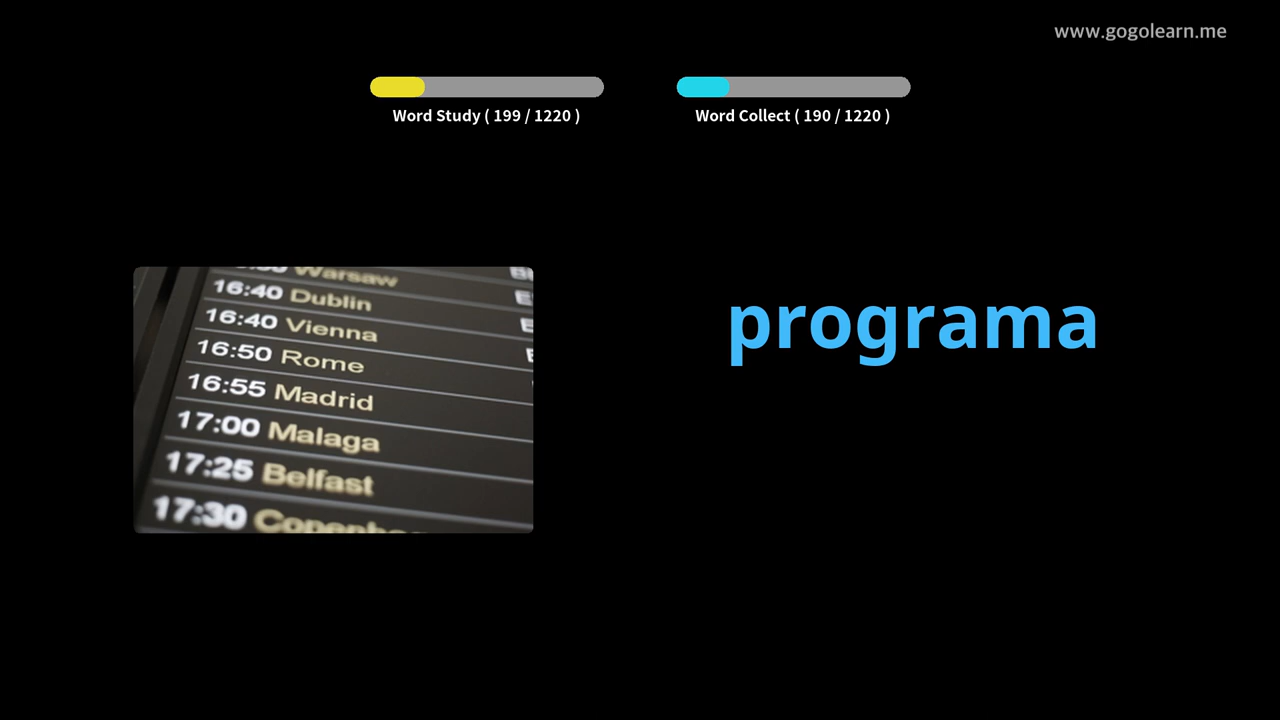 www.gogolearn.me
Word Study ( 199 / 1220 )
Word Collect ( 190 / 1220 )
Warsaw
16:40 Dublin
16:40 Vienna
16:50 Rome
16:55 Madrid
17:00 Malaga
17:25 Belfast
17:30
programa